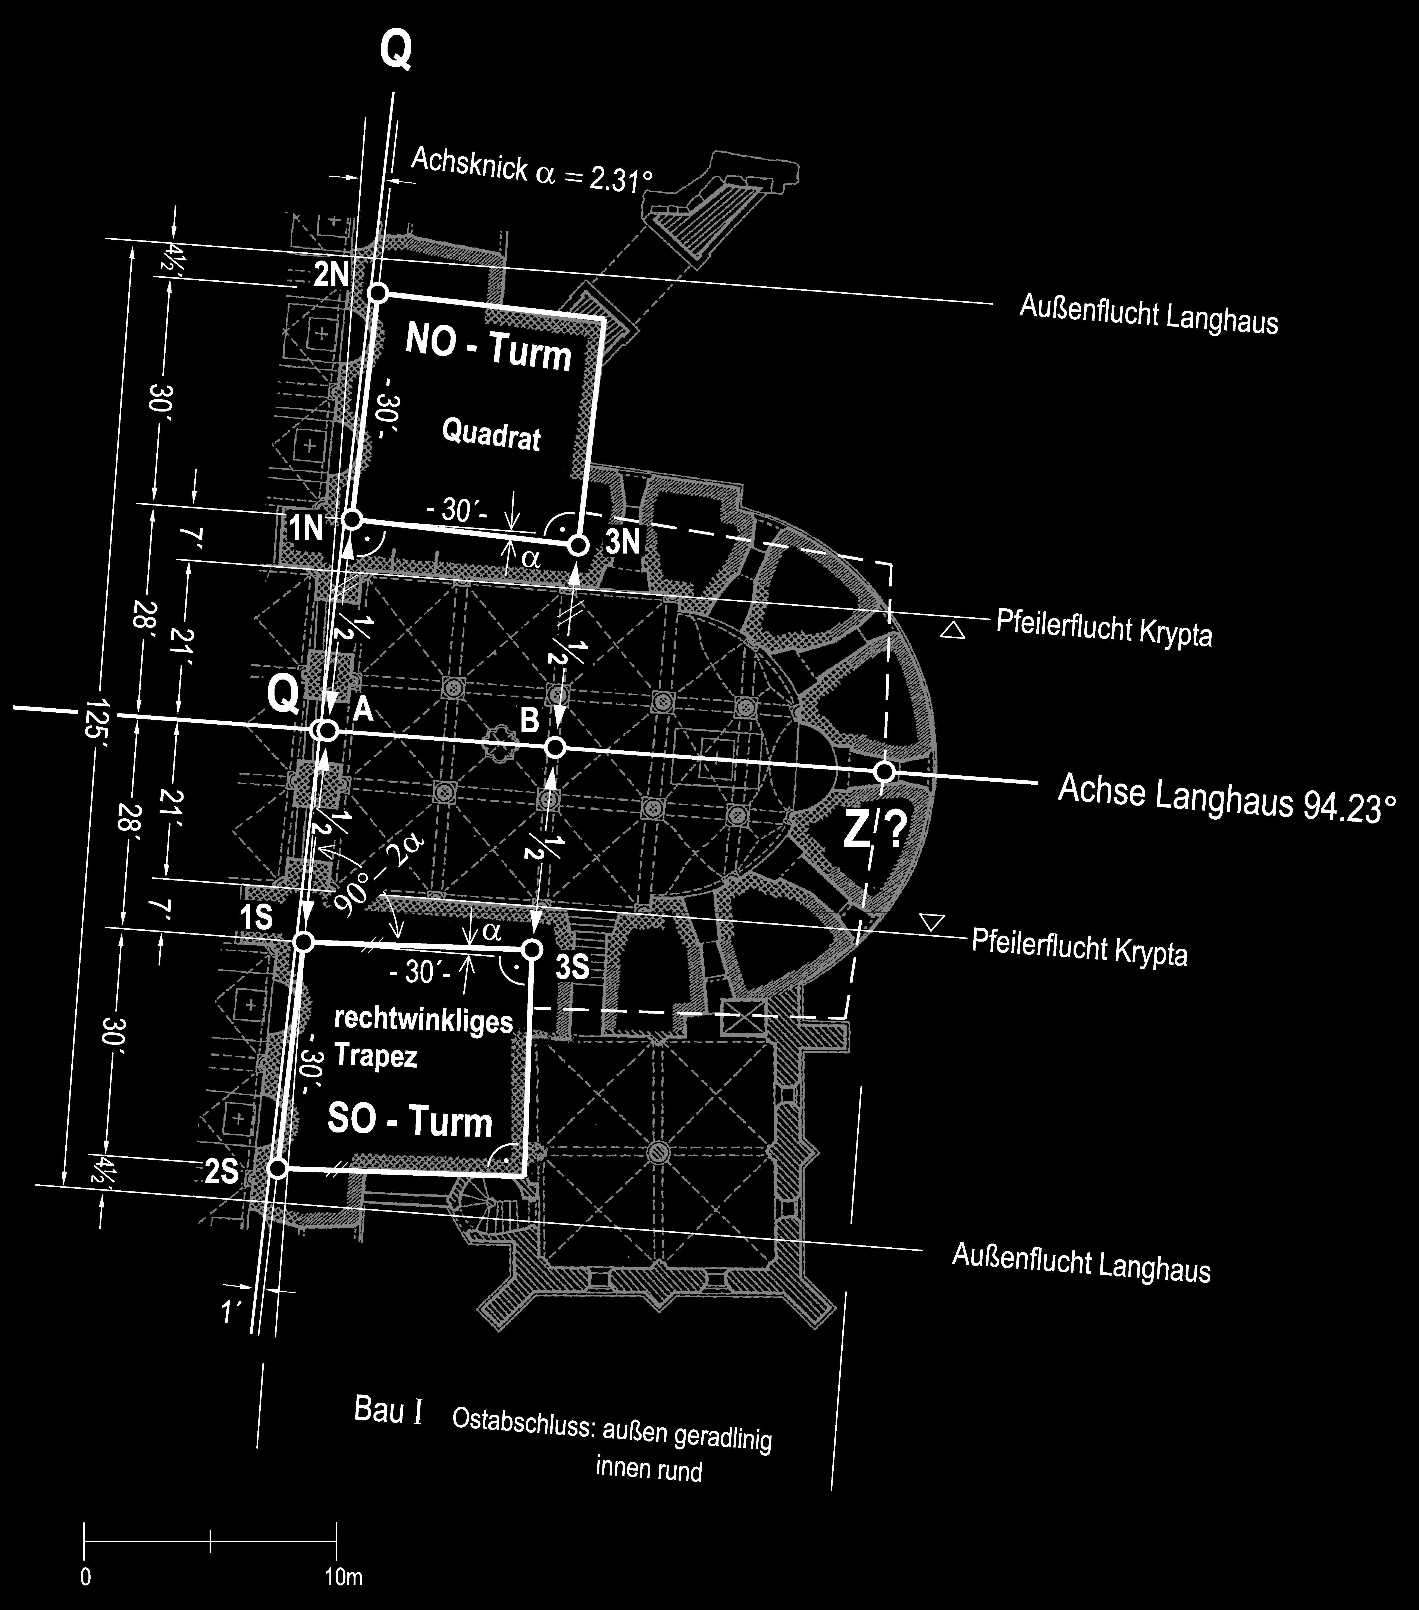 Q
Achsknick α = 2.31°
4½´
2N
Außenflucht Langhaus
NO - Turm
30´
- 30´-
Quadrat
1N
- 30´-
α
3N
7´
28´
21´
½
½
Pfeilerflucht Krypta
Q
A
B
125´
Achse Langhaus 94.23°
Z ?
28´
21´
½
½
90° – 2α
7´
1S
α
- 30´-
3S
Pfeilerflucht Krypta
rechtwinkliges
Trapez
30´
- 30´-
SO - Turm
2S
4½´
Außenflucht Langhaus
1´
Bau I
Ostabschluss: außen geradlinig
innen rund
0
10m